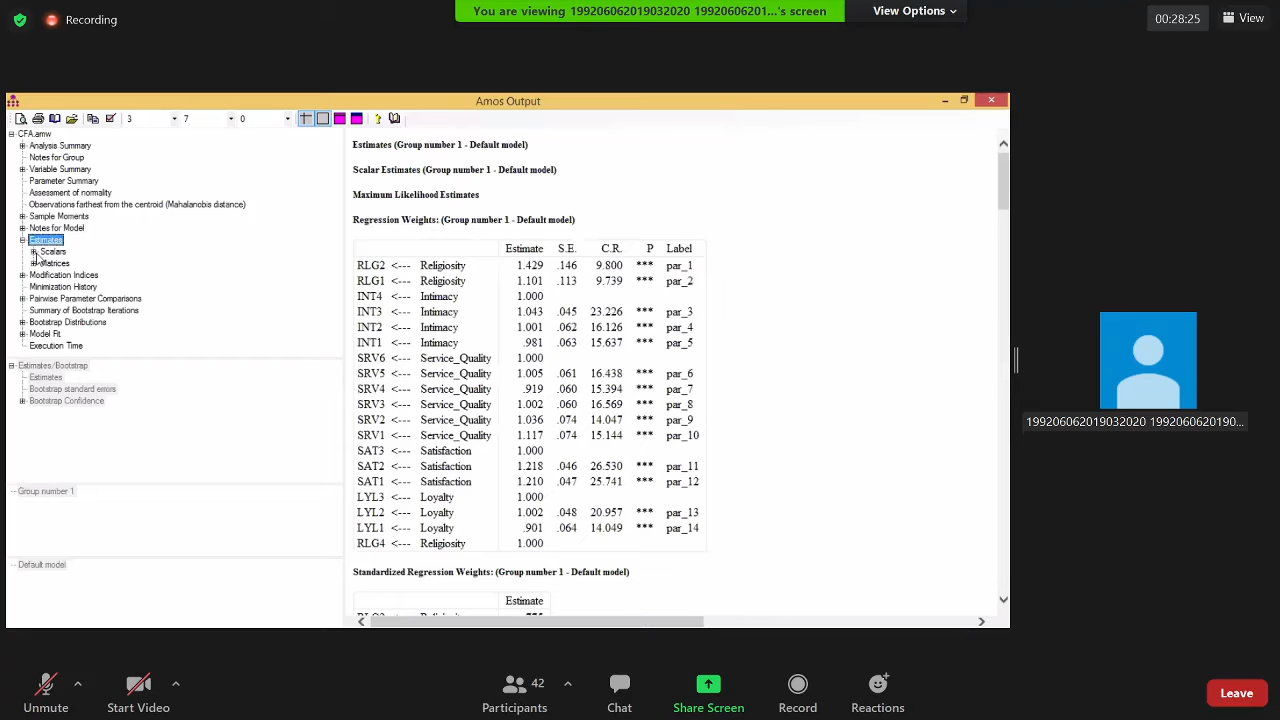 Recording
You are viewing 199206062019032020 19920606201...'s screen
View Options
00:28:25
View
Amos Output
3
7
0
CFA.amw
Analysis Summary
Notes for Group
Variable Summary
Parameter Summary
Assessment of normality
Observations farthest from the centroid (Mahalanobis distance)
Sample Moments
Notes for Model
Estimates
Scalars
Matrices
Modification Indices
Minimization History
Pairwise Parameter Comparisons
Summary of Bootstrap Iterations
Bootstrap Distributions
Model Fit
Execution Time
Estimates/Bootstrap
Estimates
Bootstrap standard errors
Bootstrap Confidence
Group number 1
Default model
Estimates (Group number 1 - Default model)
Scalar Estimates (Group number 1 - Default model)
Maximum Likelihood Estimates
Regression Weights: (Group number 1 - Default model)
Estimate S.E. C.R. P Label
RLG2 <--- Religiosity 1.429 .146 9.800 *** par_1
RLG1 <--- Religiosity 1.101 .113 9.739 *** par_2
INT4 <--- Intimacy 1.000
INT3 <--- Intimacy 1.043 .045 23.226 *** par_3
INT2 <--- Intimacy 1.001 .062 16.126 *** par_4
INT1 <--- Intimacy .981 .063 15.637 *** par_5
SRV6 <--- Service_Quality 1.000
SRV5 <--- Service_Quality 1.005 .061 16.438 *** par_6
SRV4 <--- Service_Quality .919 .060 15.394 *** par_7
SRV3 <--- Service_Quality 1.002 .060 16.569 *** par_8
SRV2 <--- Service_Quality 1.036 .074 14.047 *** par_9
SRV1 <--- Service_Quality 1.117 .074 15.144 *** par_10
SAT3 <--- Satisfaction 1.000
SAT2 <--- Satisfaction 1.218 .046 26.530 *** par_11
SAT1 <--- Satisfaction 1.210 .047 25.741 *** par_12
LYL3 <--- Loyalty 1.000
LYL2 <--- Loyalty 1.002 .048 20.957 *** par_13
LYL1 <--- Loyalty .901 .064 14.049 *** par_14
RLG4 <--- Religiosity 1.000
Standardized Regression Weights: (Group number 1 - Default model)
Estimate
199206062019032020 1992060620190...
Unmute
Start Video
Participants
42
Chat
Share Screen
Record
Reactions
Leave